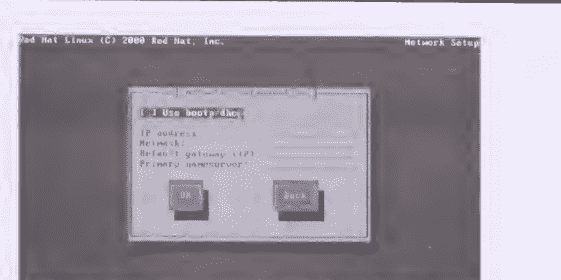 Red Hat Linux (C) 2000 Red Hat, Inc. Network Setup
[ ] Use bootp/dhcp
IP address
Netmask:
Default gateway (IP)
Primary nameserver:
OK Back